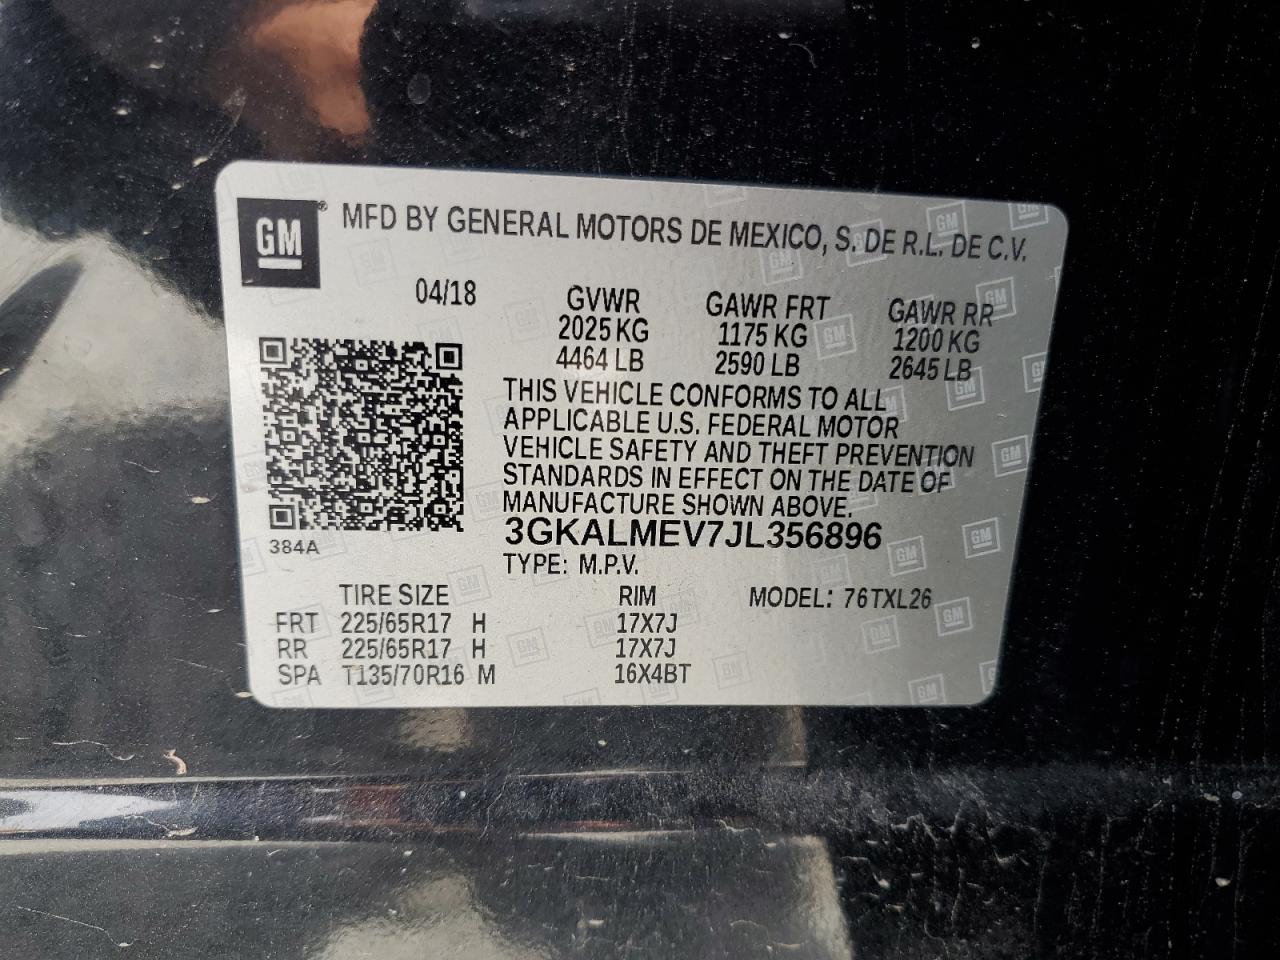 GM ® MFD BY GENERAL MOTORS DE MEXICO, S. DE R.L. DE C.V.
04/18 GVWR GAWR FRT GAWR RR
2025 KG 1175 KG 1200 KG
4464 LB 2590 LB 2645 LB
THIS VEHICLE CONFORMS TO ALL
APPLICABLE U.S. FEDERAL MOTOR
VEHICLE SAFETY AND THEFT PREVENTION
STANDARDS IN EFFECT ON THE DATE OF
MANUFACTURE SHOWN ABOVE.
3GKALMEV7JL356896
384A
TYPE: M.P.V.
TIRE SIZE RIM MODEL: 76TXL26
FRT 225/65R17 H 17X7J
RR 225/65R17 H 17X7J
SPA T135/70R16 M 16X4BT